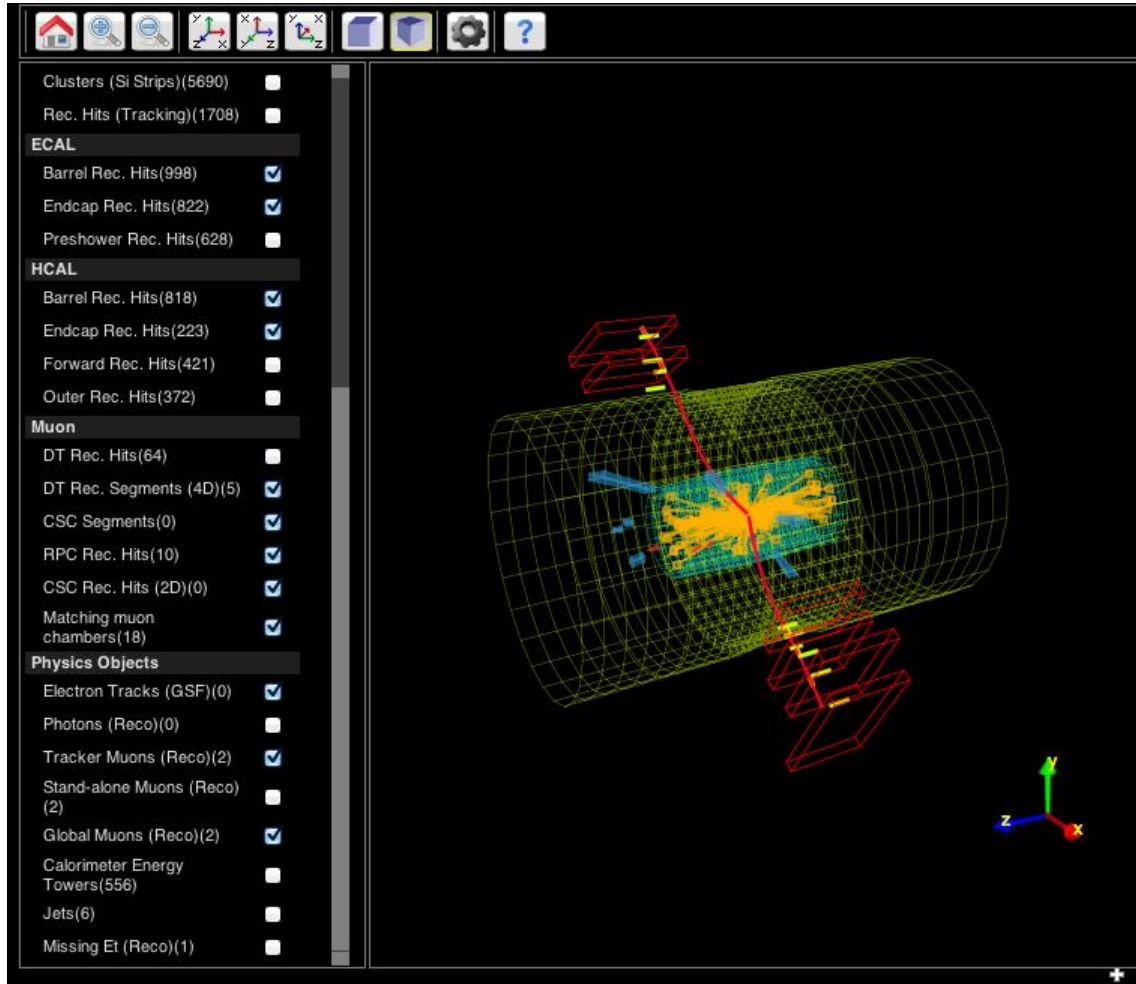 Y Z X
X Y Z
Y X Z
?
Clusters (Si Strips)(5690)
Rec. Hits (Tracking)(1708)
ECAL
Barrel Rec. Hits(998)
Endcap Rec. Hits(822)
Preshower Rec. Hits(628)
HCAL
Barrel Rec. Hits(818)
Endcap Rec. Hits(223)
Forward Rec. Hits(421)
Outer Rec. Hits(372)
Muon
DT Rec. Hits(64)
DT Rec. Segments (4D)(5)
CSC Segments(0)
RPC Rec. Hits(10)
CSC Rec. Hits (2D)(0)
Matching muon
chambers(18)
Physics Objects
Electron Tracks (GSF)(0)
Photons (Reco)(0)
Tracker Muons (Reco)(2)
Stand-alone Muons (Reco)
(2)
Global Muons (Reco)(2)
Calorimeter Energy
Towers(556)
Jets(6)
Missing Et (Reco)(1)
y
z
x